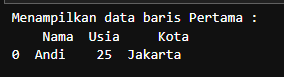 Menampilkan data baris Pertama :
Nama Usia Kota
0 Andi 25 Jakarta